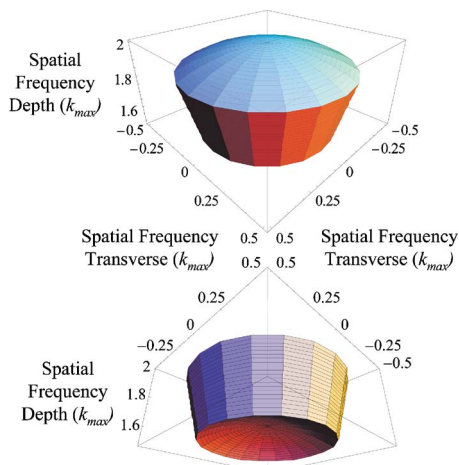 Spatial
Frequency
Depth (kmax)
2
1.8
1.6
−0.5
−0.25
0
0.25
0.5
−0.5
−0.25
0
0.25
0.5
Spatial Frequency
Transverse (kmax)
Spatial Frequency
Transverse (kmax)
0.5
0.5
0.25
0
−0.25
0.25
0
−0.25
−0.5
Spatial
Frequency
Depth (kmax)
2
1.8
1.6